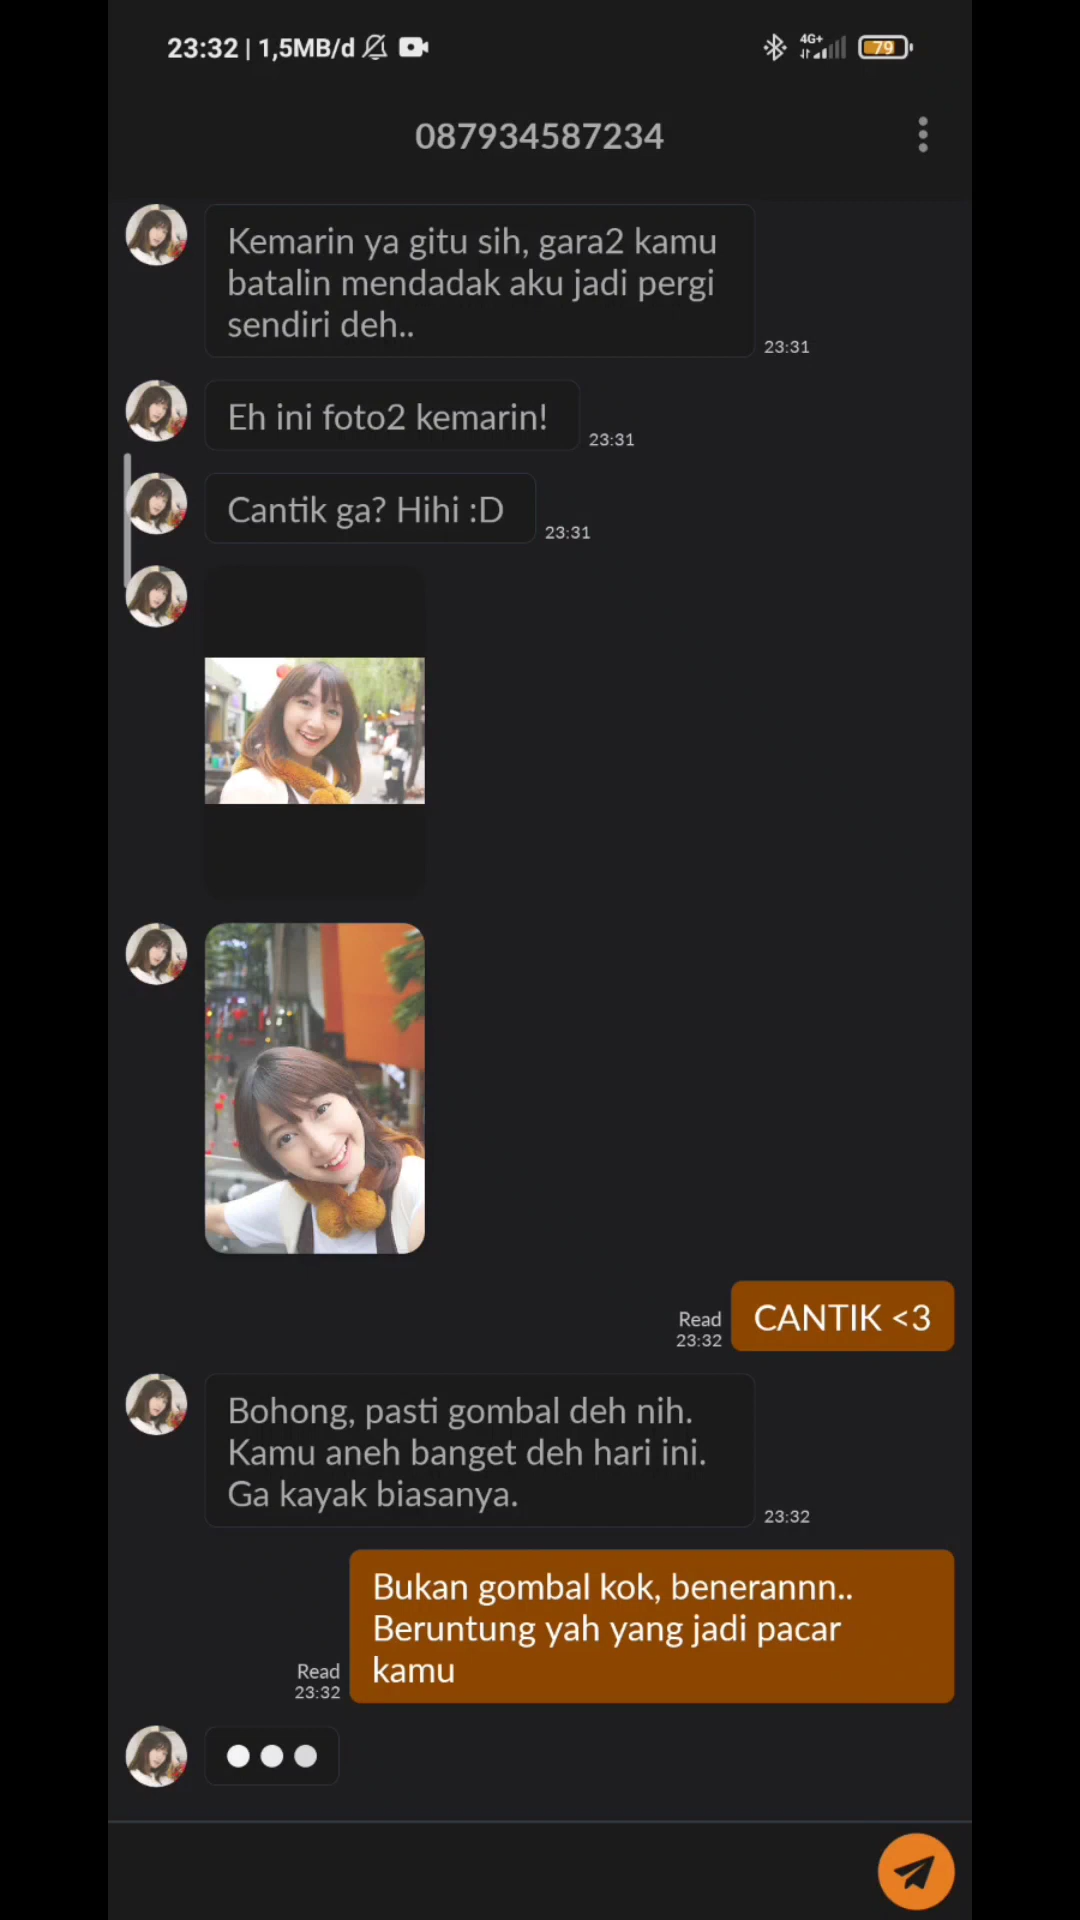 23:32 | 1,5MB/d
4G+
79
087934587234
Kemarin ya gitu sih, gara2 kamu
batalin mendadak aku jadi pergi
sendiri deh..
23:31
Eh ini foto2 kemarin!
23:31
Cantik ga? Hihi :D
23:31
CANTIK <3
Read
23:32
Bohong, pasti gombal deh nih.
Kamu aneh banget deh hari ini.
Ga kayak biasanya.
23:32
Bukan gombal kok, benerannn..
Beruntung yah yang jadi pacar
kamu
Read
23:32